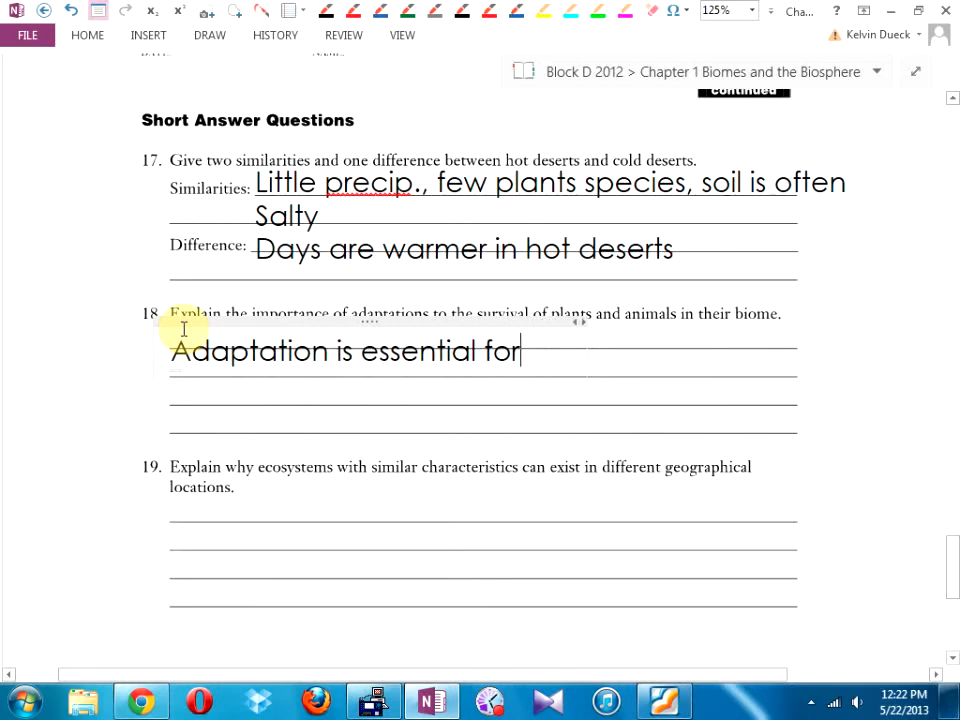 125%
Cha...
?
Kelvin Dueck
FILE
HOME
INSERT
DRAW
HISTORY
REVIEW
VIEW
Block D 2012 > Chapter 1 Biomes and the Biosphere
continued
Short Answer Questions
17. Give two similarities and one difference between hot deserts and cold deserts.
Similarities: Little precip., few plants species, soil is often
Salty
Difference: Days are warmer in hot deserts
18. Explain the importance of adaptations to the survival of plants and animals in their biome.
Adaptation is essential for
19. Explain why ecosystems with similar characteristics can exist in different geographical
locations.
12:22 PM
5/22/2013